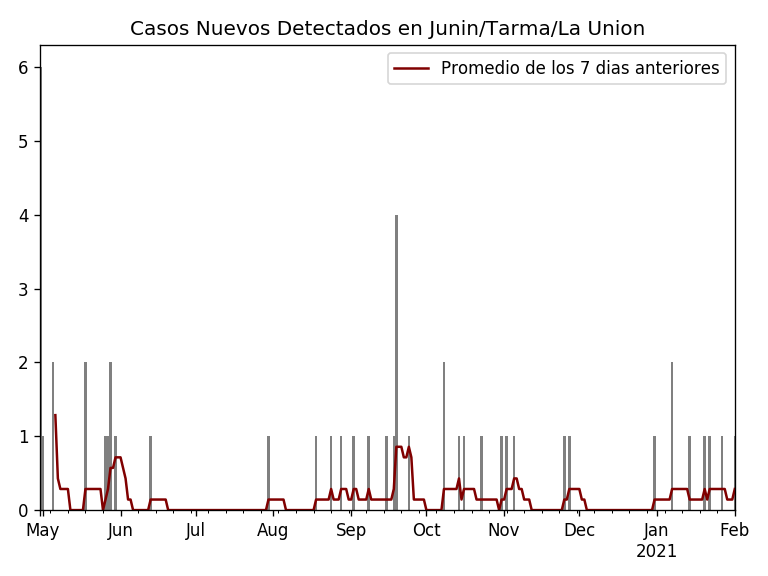 Casos Nuevos Detectados en Junin/Tarma/La Union
Promedio de los 7 dias anteriores
6
5
4
3
2
1
0
May Jun Jul Aug Sep Oct Nov Dec Jan Feb
2021